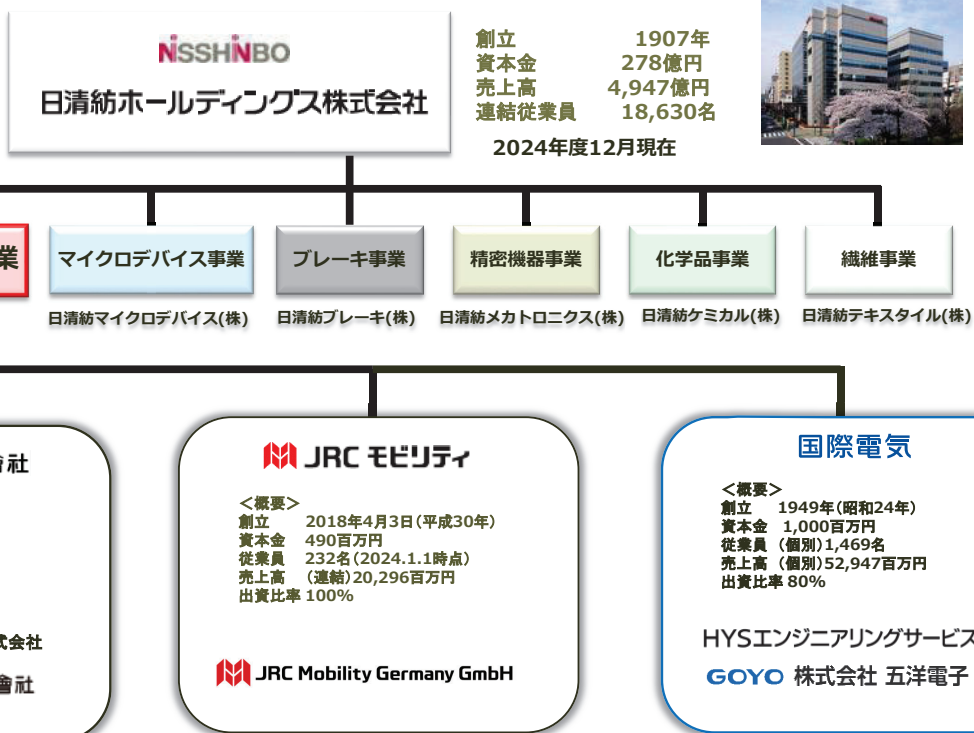 NiSSHiNBO
日清紡ホールディングス株式会社
創立 1907年
資本金 278億円
売上高 4,947億円
連結従業員 18,630名
2024年度12月現在
業
マイクロデバイス事業
ブレーキ事業
精密機器事業
化学品事業
繊維事業
日清紡マイクロデバイス(株)
日清紡ブレーキ(株)
日清紡メカトロニクス(株)
日清紡ケミカル(株)
日清紡テキスタイル(株)
會社
式会社
會社
JRC モビリティ
<概要>
創立 2018年4月3日(平成30年)
資本金 490百万円
従業員 232名(2024.1.1時点)
売上高 (連結)20,296百万円
出資比率 100%
JRC Mobility Germany GmbH
国際電気
<概要>
創立 1949年(昭和24年)
資本金 1,000百万円
従業員 (個別)1,469名
売上高 (個別)52,947百万円
出資比率 80%
HYSエンジニアリングサービス
GOYO 株式会社 五洋電子